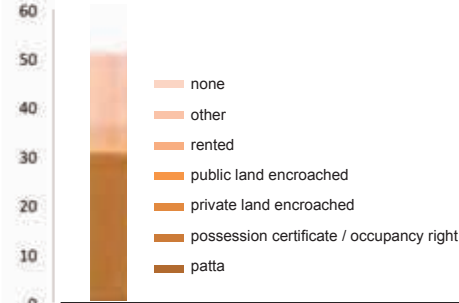 60
50
40
30
20
10
0
none
other
rented
public land encroached
private land encroached
possession certificate / occupancy right
patta